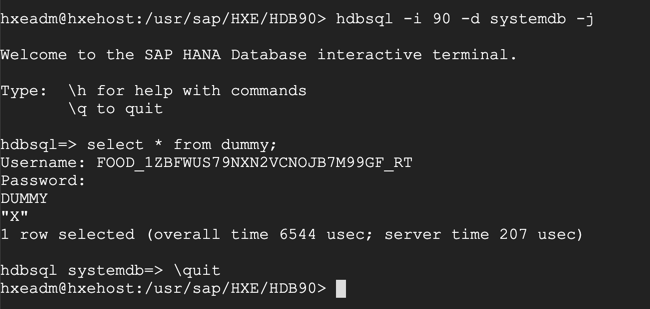 hxeadm@hxehost:/usr/sap/HXE/HDB90> hdbsql -i 90 -d systemdb -j
Welcome to the SAP HANA Database interactive terminal.
Type:  \h for help with commands
       \q to quit
hdbsql=> select * from dummy;
Username: FOOD_1ZBFWUS79NXN2VCNOJB7M99GF_RT
Password:
DUMMY
"X"
1 row selected (overall time 6544 usec; server time 207 usec)
hdbsql systemdb=> \quit
hxeadm@hxehost:/usr/sap/HXE/HDB90>